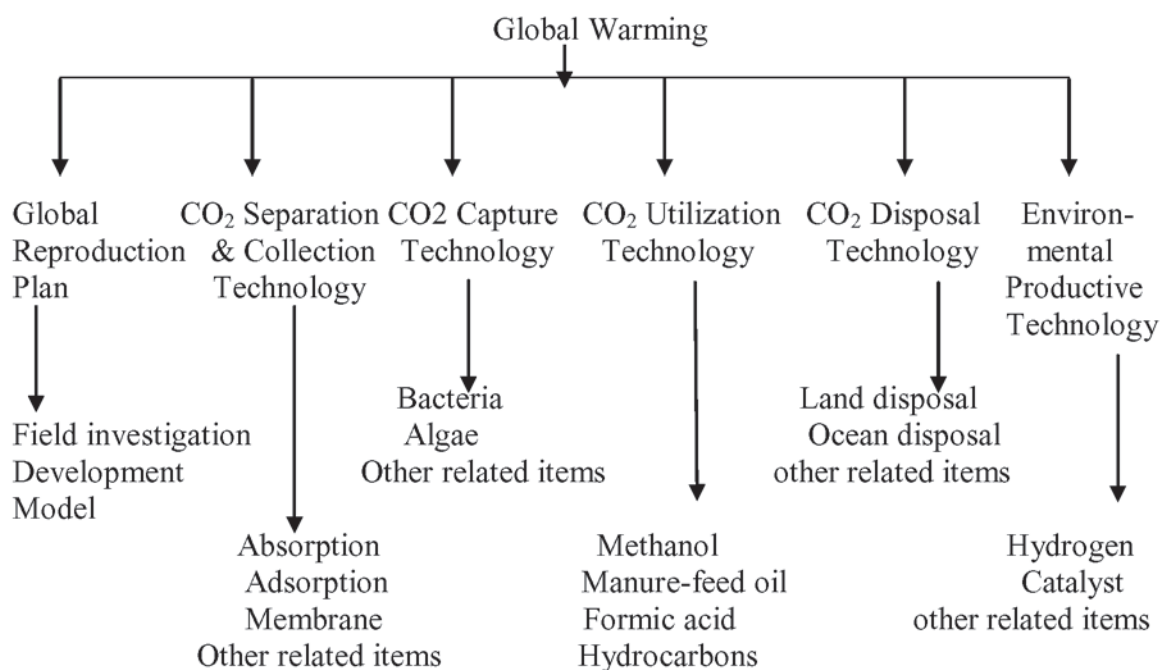 Global Warming
Global
Reproduction
Plan
CO₂ Separation
& Collection
Technology
CO2 Capture
Technology
CO₂ Utilization
Technology
CO₂ Disposal
Technology
Environ-
mental
Productive
Technology
Field investigation
Development
Model
Absorption
Adsorption
Membrane
Other related items
Bacteria
Algae
Other related items
Methanol
Manure-feed oil
Formic acid
Hydrocarbons
Land disposal
Ocean disposal
other related items
Hydrogen
Catalyst
other related items